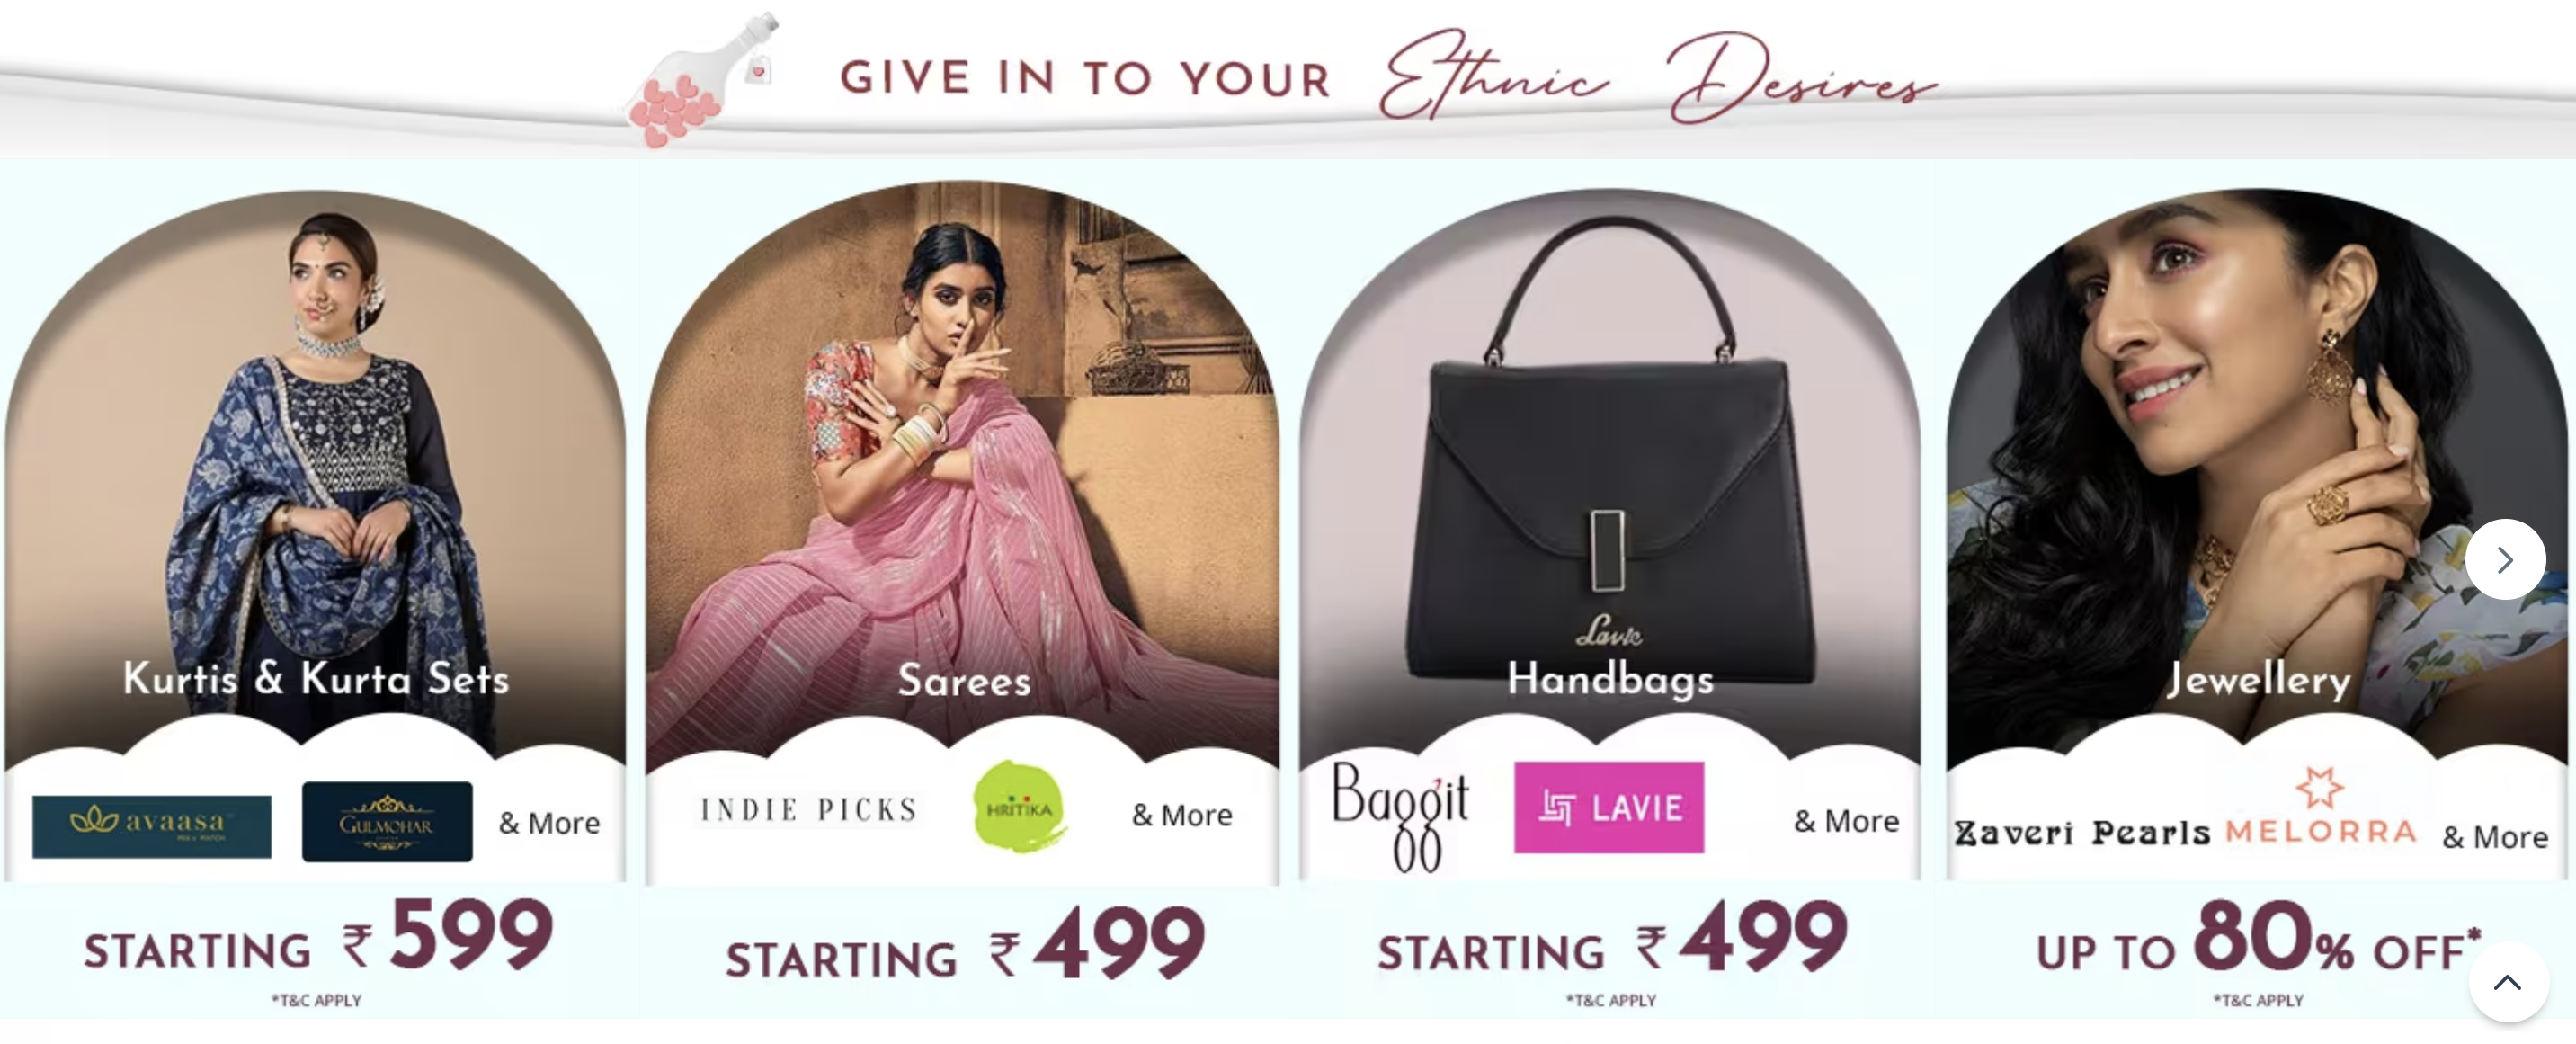 GIVE IN TO YOUR Ethnic Desires
Kurtis & Kurta Sets
avaasa
GULMOHAR
& More
STARTING ₹ 599
*T&C APPLY
Sarees
INDIE PICKS
HRITIKA
& More
STARTING ₹ 499
Lavie
Handbags
Baggit
LAVIE
& More
STARTING ₹ 499
*T&C APPLY
Jewellery
Zaveri Pearls
MELORRA
& More
UP TO 80% OFF*
*T&C APPLY